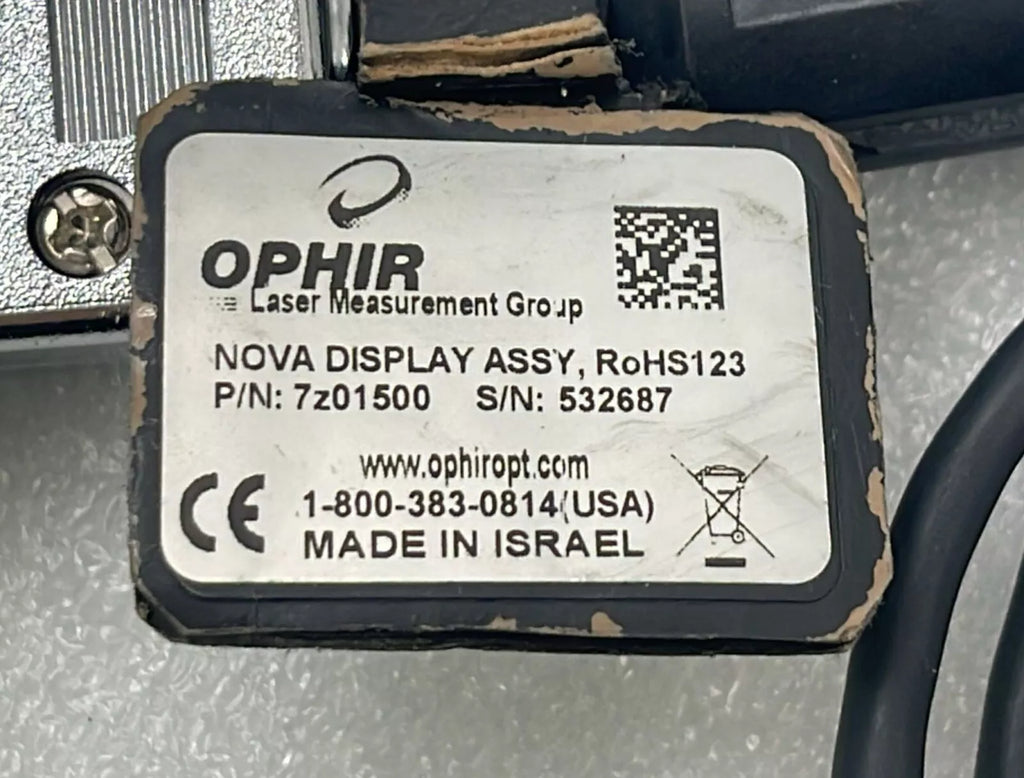 OPHIR
Laser Measurement Group
NOVA DISPLAY ASSY, RoHS123
P/N: 7z01500 S/N: 532687
www.ophiropt.com
CE 1-800-383-0814(USA)
MADE IN ISRAEL